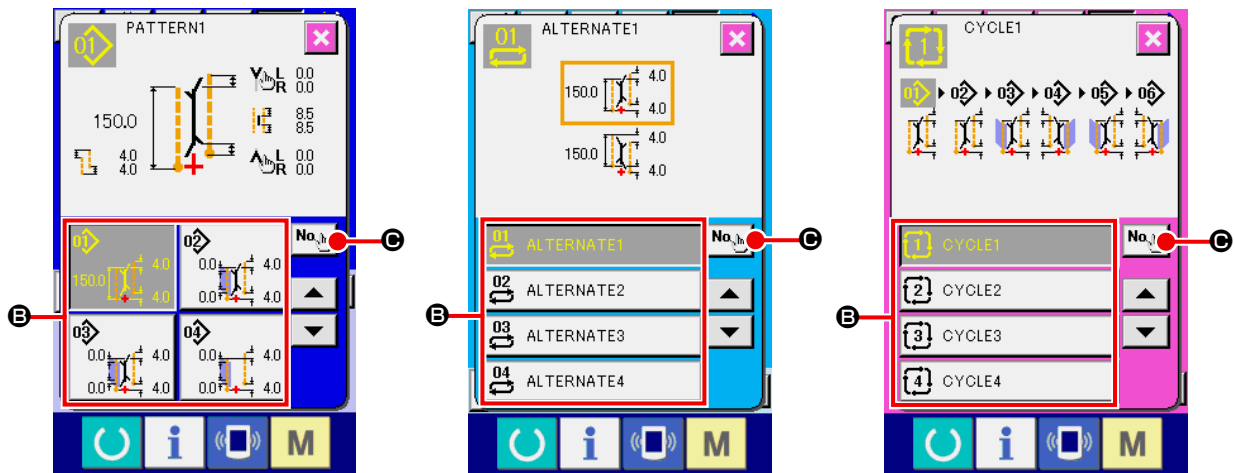 01 PATTERN1
L 0.0
R 0.0
150.0
8.5
8.5
4.0
4.0
L 0.0
R 0.0
01
150.0 4.0
4.0
02
0.0 4.0
0.0 4.0
No.
C
B
03
0.0 4.0
0.0 4.0
04
0.0 4.0
0.0 4.0
i
M
01 ALTERNATE1
150.0 4.0
4.0
150.0 4.0
4.0
01 ALTERNATE1
No.
C
02 ALTERNATE2
B
03 ALTERNATE3
04 ALTERNATE4
i
M
1 CYCLE1
01 02 03 04 05 06
1 CYCLE1
No.
C
2 CYCLE2
B
3 CYCLE3
4 CYCLE4
i
M